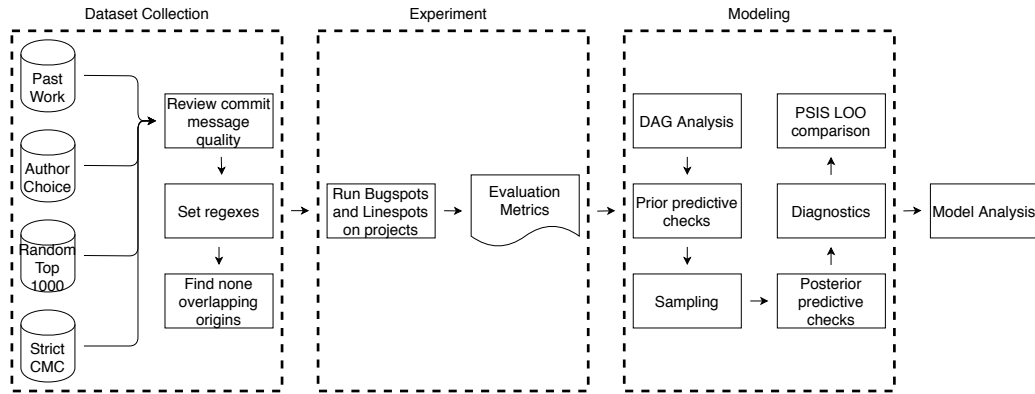 Dataset Collection
Experiment
Modeling
Past
Work
Author
Choice
Random
Top
1000
Strict
CMC
Review commit
message
quality
Set regexes
Find none
overlapping
origins
Run Bugspots
and Linespots
on projects
Evaluation
Metrics
DAG Analysis
Prior predictive
checks
Sampling
Posterior
predictive
checks
Diagnostics
PSIS LOO
comparison
Model Analysis